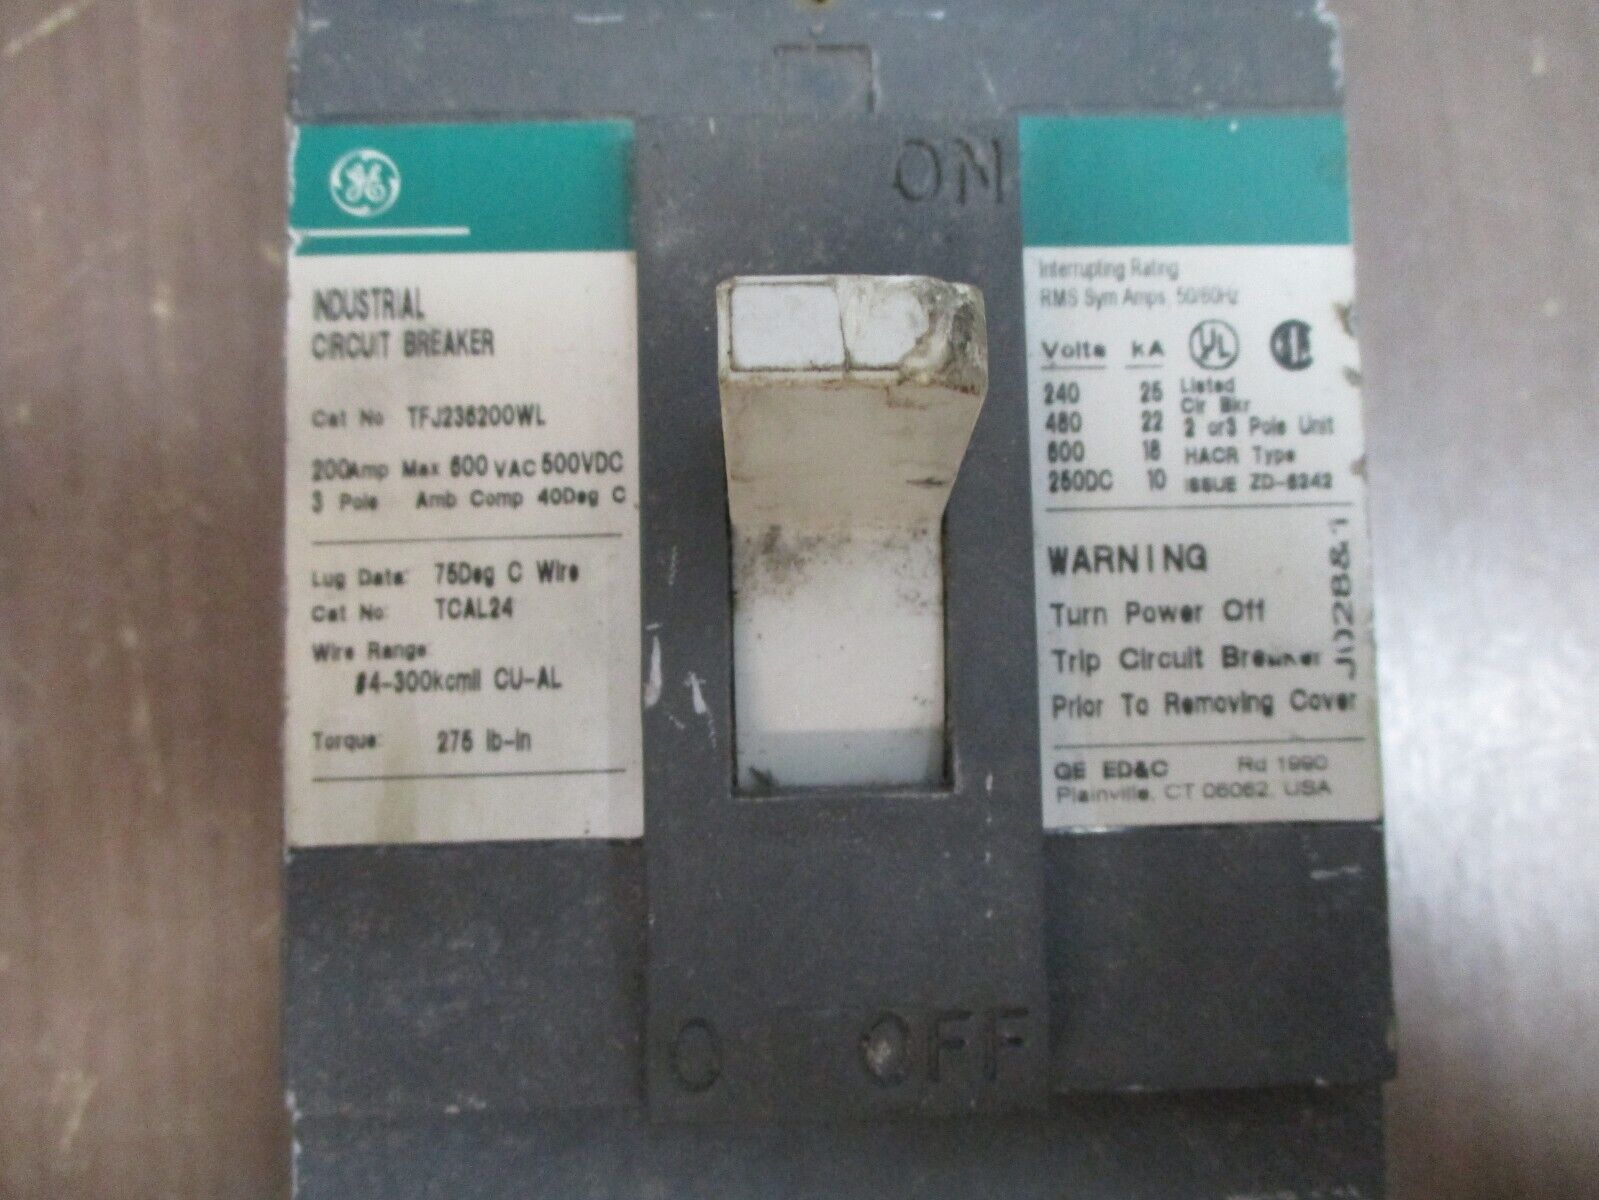 GE
INDUSTRIAL
CIRCUIT BREAKER
Cat No TFJ236200WL
200Amp Max 600 VAC 500VDC
3 Pole Amb Comp 40Deg C
Lug Data: 75Deg C Wire
Cat No: TCAL24
Wire Range:
#4-300kcmil CU-AL
Torque: 275 lb-in
ON
O OFF
Interrupting Rating
RMS Sym Amps. 50/60Hz
Volts kA UL
240 25 Listed
Cir Bkr
480 22 2 or 3 Pole Unit
600 18 HACR Type
250DC 10 ISSUE ZD-6242
WARNING
Turn Power Off
Trip Circuit Breaker
Prior To Removing Cover
GE ED&C Rd 1990
Plainville, CT 06062, USA